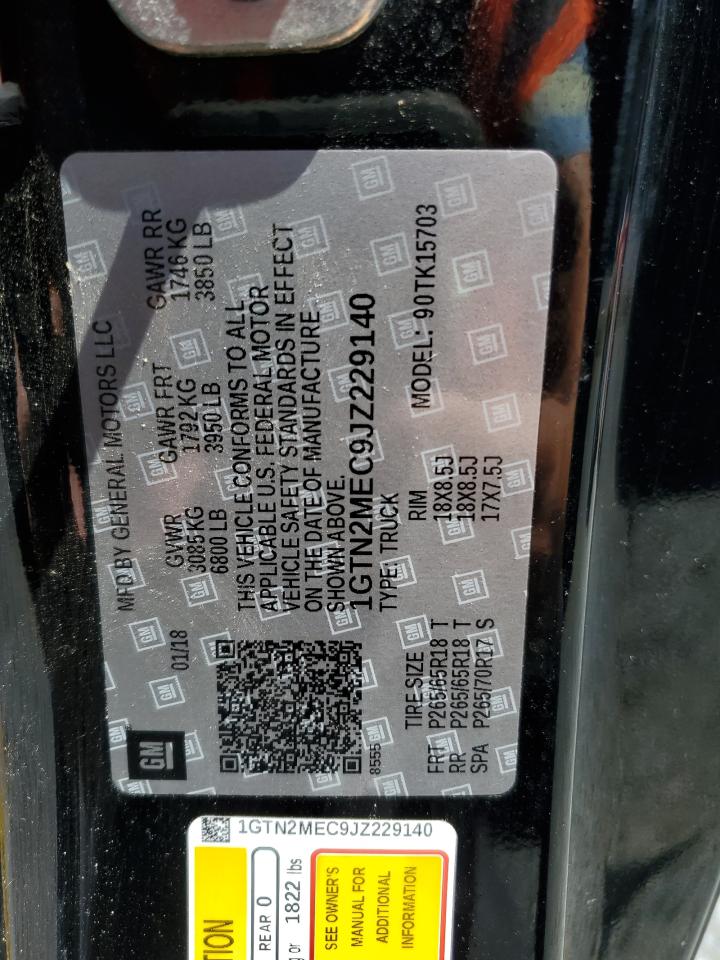 GM
MFD BY GENERAL MOTORS LLC
01/18
GVWR GAWR FRT GAWR RR
3085 KG 1792 KG 1746 KG
6800 LB 3950 LB 3850 LB
THIS VEHICLE CONFORMS TO ALL
APPLICABLE U.S. FEDERAL MOTOR
VEHICLE SAFETY STANDARDS IN EFFECT
ON THE DATE OF MANUFACTURE
SHOWN ABOVE.
1GTN2MEC9JZ229140
TYPE: TRUCK
8555
MODEL: 90TK15703
TIRE SIZE RIM
FRT P265/65R18 T 18X8.5J
RR P265/65R18 T 18X8.5J
SPA P265/70R17 S 17X7.5J
1GTN2MEC9JZ229140
TION
REAR 0
g or 1822 lbs
SEE OWNER'S
MANUAL FOR
ADDITIONAL
INFORMATION